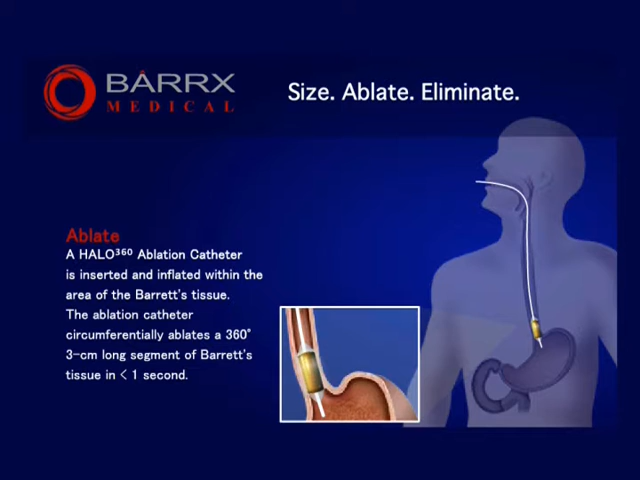 BÂRRX
MEDICAL
Size. Ablate. Eliminate.
Ablate
A HALO³⁶⁰ Ablation Catheter
is inserted and inflated within the
area of the Barrett's tissue.
The ablation catheter
circumferentially ablates a 360°
3-cm long segment of Barrett's
tissue in < 1 second.